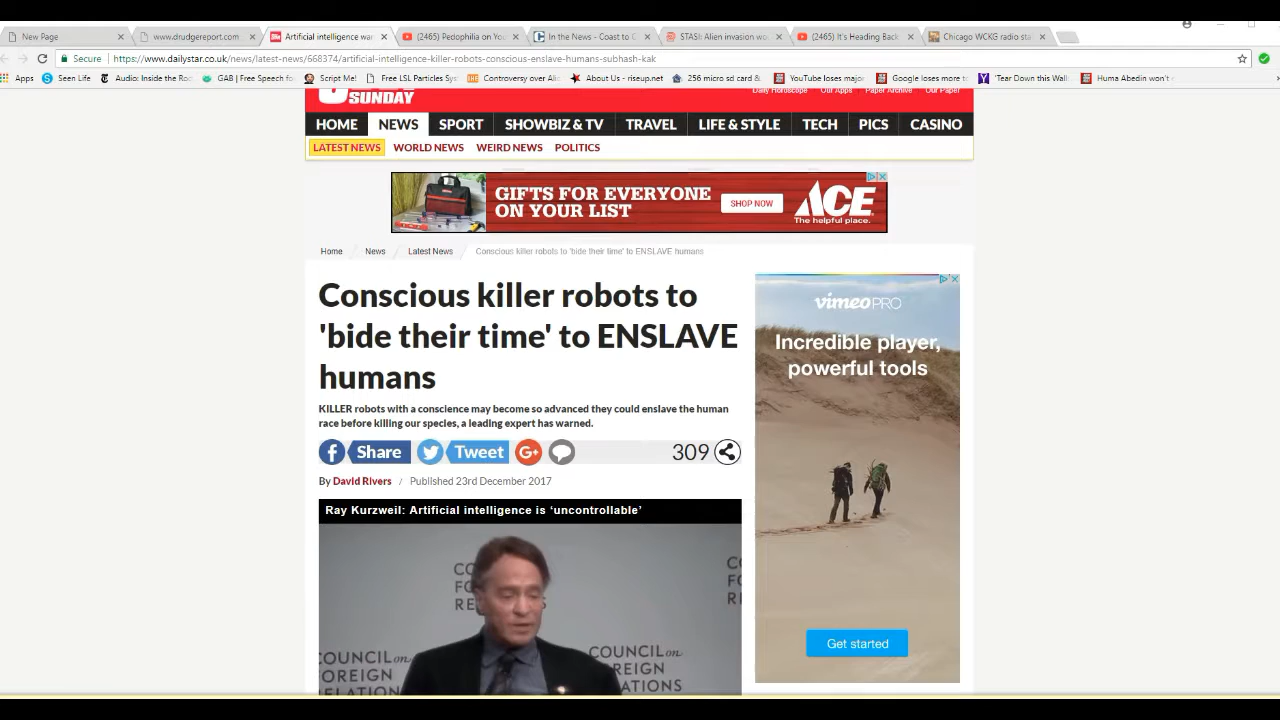 New Page
www.drudgereport.com
Artificial intelligence wa
(2465) Pedophilia on Yo
In the News - Coast to C
STASI: Alien invasion wo
(2465) It's Heading Back
Chicago WCKG radio sta
Secure
https://www.dailystar.co.uk/news/latest-news/668374/artificial-intelligence-killer-robots-conscious-enslave-humans-subhash-kak
Apps
Seen Life
Audio: Inside the Ro
GAB | Free Speech fo
Script Me!
Free LSL Particles Sys
Controversy over Alie
About Us - riseup.net
256 micro sd card &
YouTube loses major
Google loses more to
'Tear Down this Wall
Huma Abedin won't
SUNDAY
Daily Horoscope
Our Apps
Paper Archive
Our Paper
HOME NEWS SPORT SHOWBIZ & TV TRAVEL LIFE & STYLE TECH PICS CASINO
LATEST NEWS WORLD NEWS WEIRD NEWS POLITICS
GIFTS FOR EVERYONE
ON YOUR LIST
SHOP NOW
ACE
The helpful place.
Home News Latest News Conscious killer robots to 'bide their time' to ENSLAVE humans
Conscious killer robots to
'bide their time' to ENSLAVE
humans
KILLER robots with a conscience may become so advanced they could enslave the human
race before killing our species, a leading expert has warned.
Share
Tweet
G+
309
By David Rivers / Published 23rd December 2017
Ray Kurzweil: Artificial intelligence is ‘uncontrollable’
COUNCIL on
FOREIGN
RELATIONS
vimeo PRO
Incredible player,
powerful tools
Get started